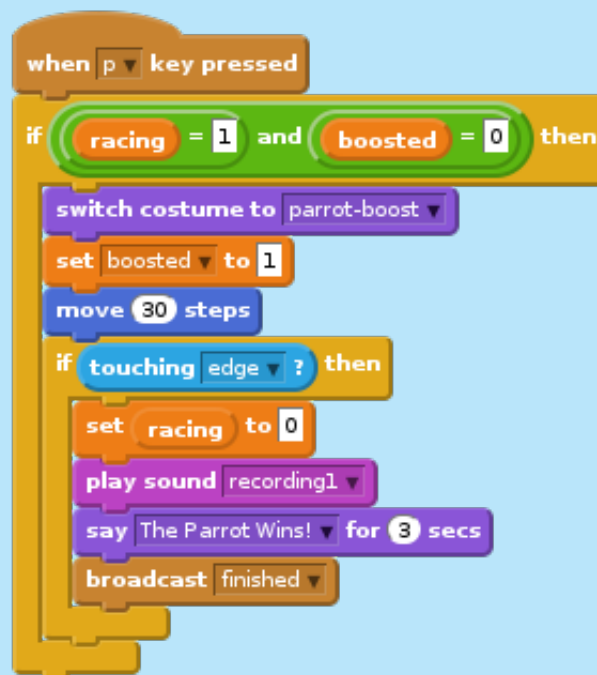 when p key pressed
if racing = 1 and boosted = 0 then
switch costume to parrot-boost
set boosted to 1
move 30 steps
if touching edge ? then
set racing to 0
play sound recording1
say The Parrot Wins! for 3 secs
broadcast finished